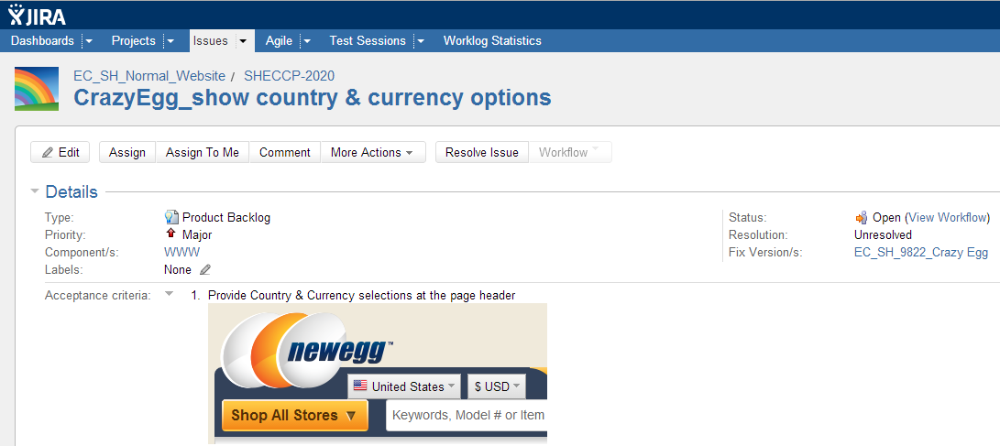 JIRA
Dashboards Projects Issues Agile Test Sessions Worklog Statistics
EC_SH_Normal_Website / SHECCP-2020
CrazyEgg_show country & currency options
Edit Assign Assign To Me Comment More Actions Resolve Issue Workflow
Details
Type: Product Backlog Status: Open (View Workflow)
Priority: Major Resolution: Unresolved
Component/s: WWW Fix Version/s: EC_SH_9822_Crazy Egg
Labels: None
Acceptance criteria: 1. Provide Country & Currency selections at the page header
newegg™
United States $ USD
Shop All Stores ▼ Keywords, Model # or Item